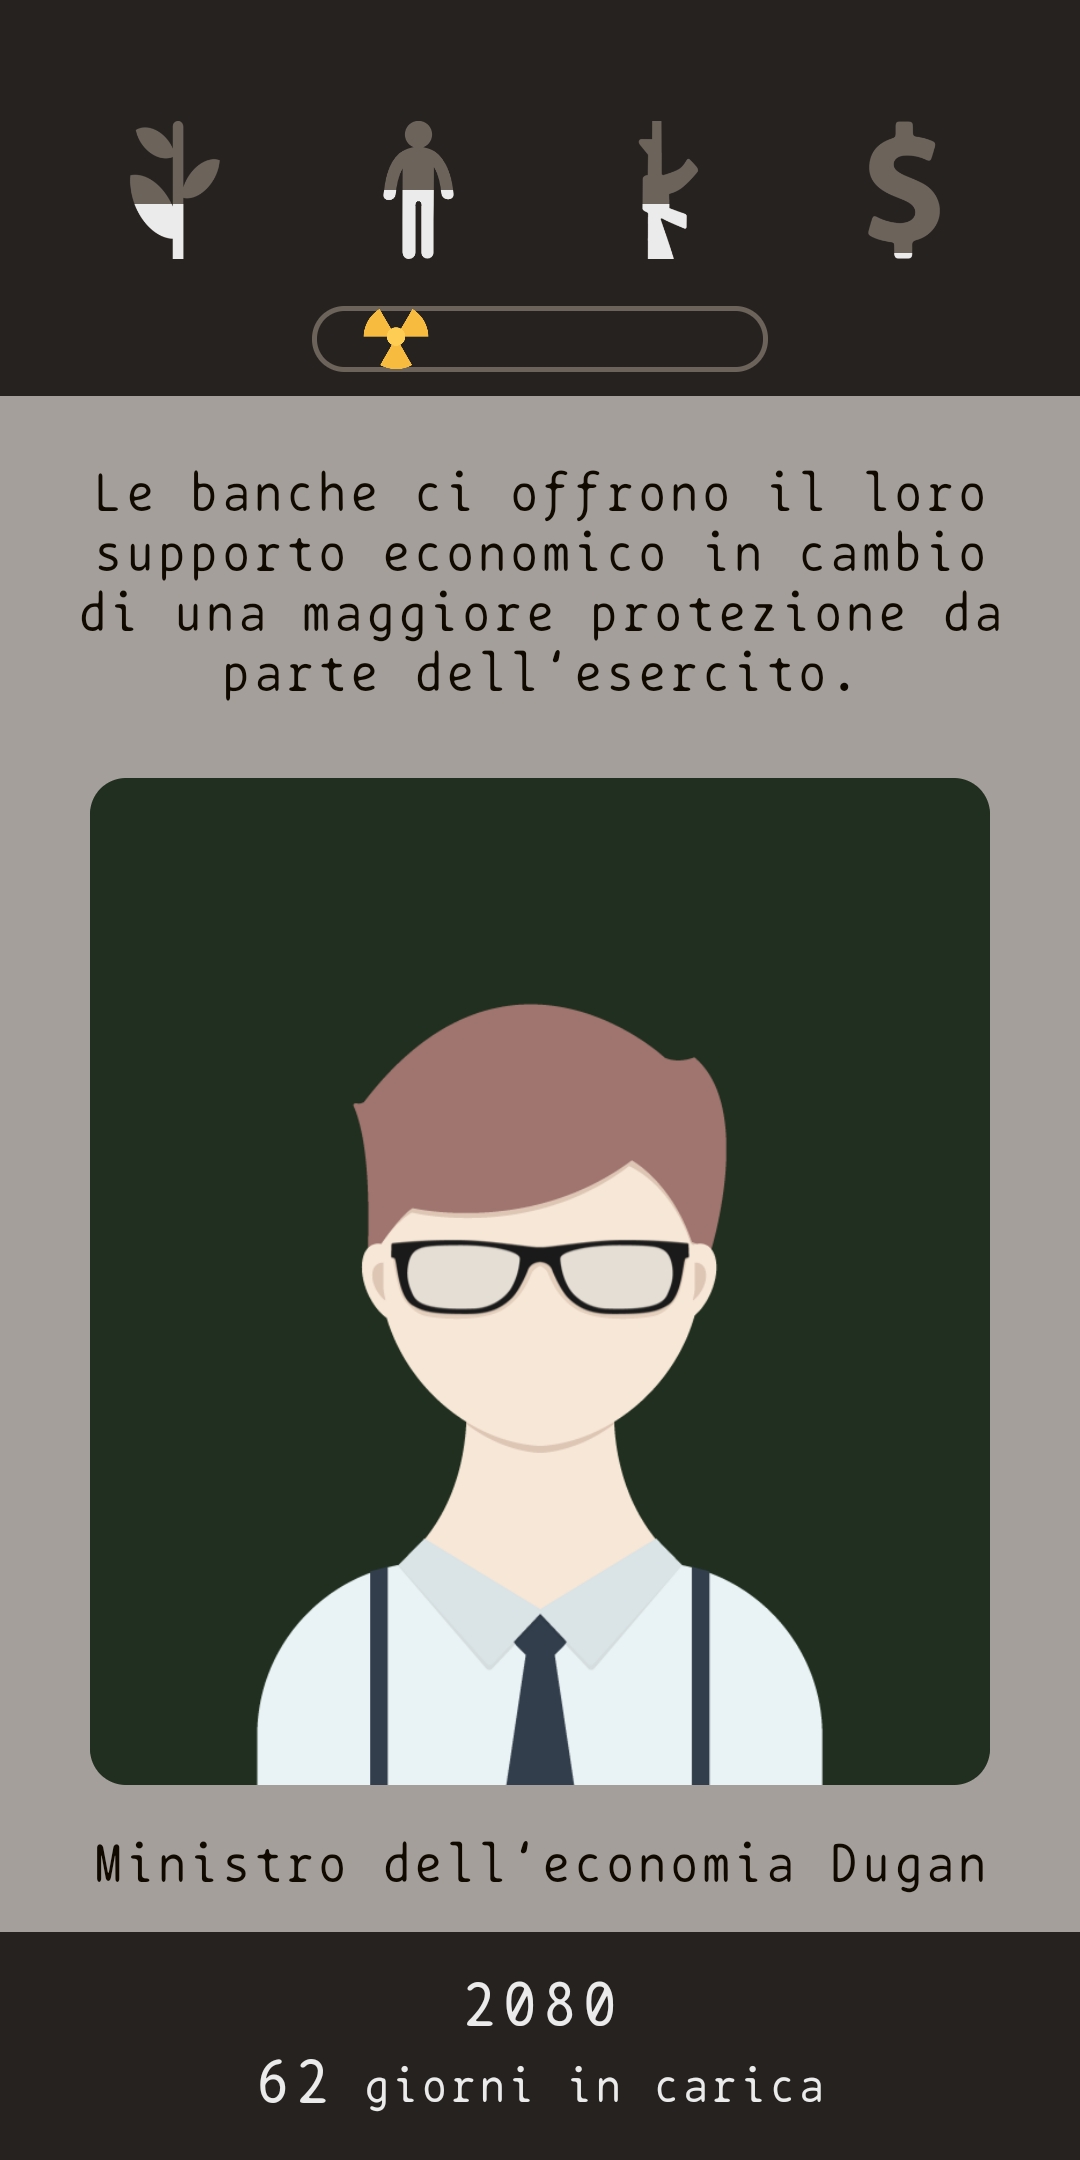 Le banche ci offrono il loro
supporto economico in cambio
di una maggiore protezione da
parte dell‘esercito.
Ministro dell‘economia Dugan
2080
62 giorni in carica